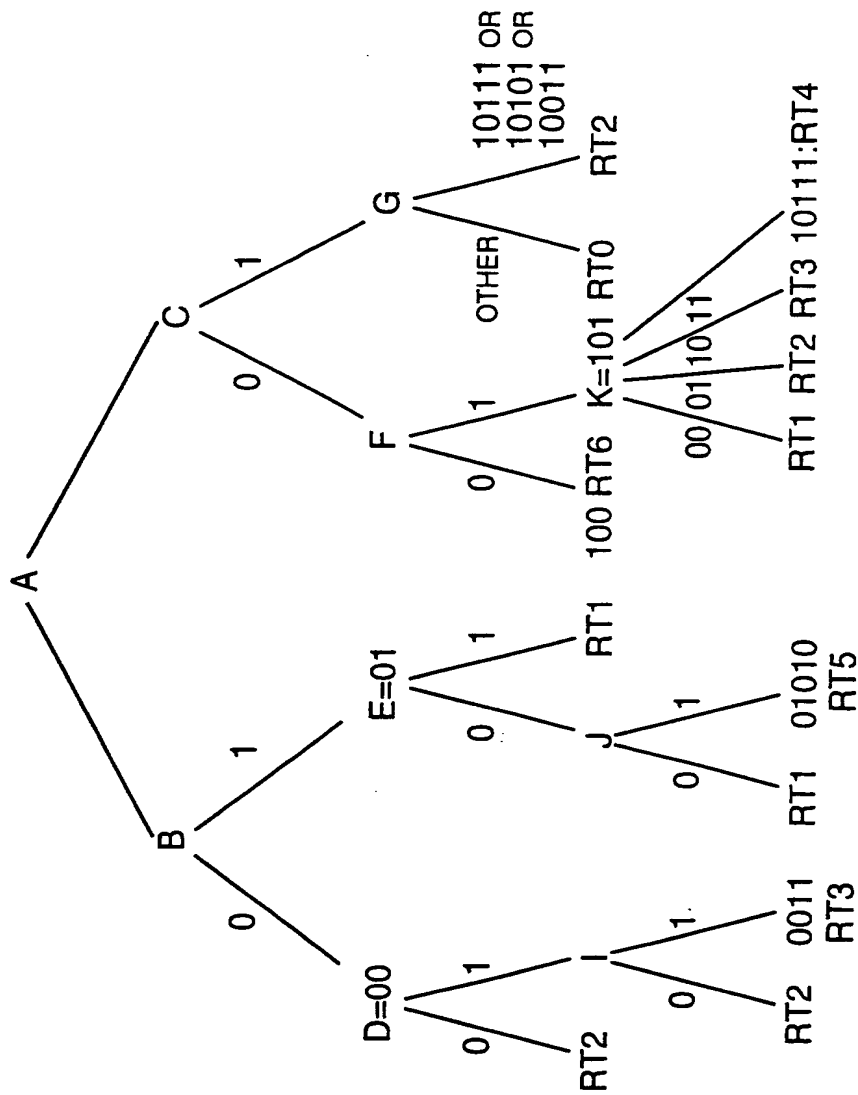 A
B
C
0
1
0
1
D=00
E=01
F
G
0
1
0
1
0
1
OTHER
10111 OR
10101 OR
10011
RT2
I
J
RT1
100 RT6
K=101
RT0
RT2
0
1
0
1
001 01 10 11
RT2
0011
RT3
RT1
01010
RT5
RT1
RT2
RT3
10111:RT4